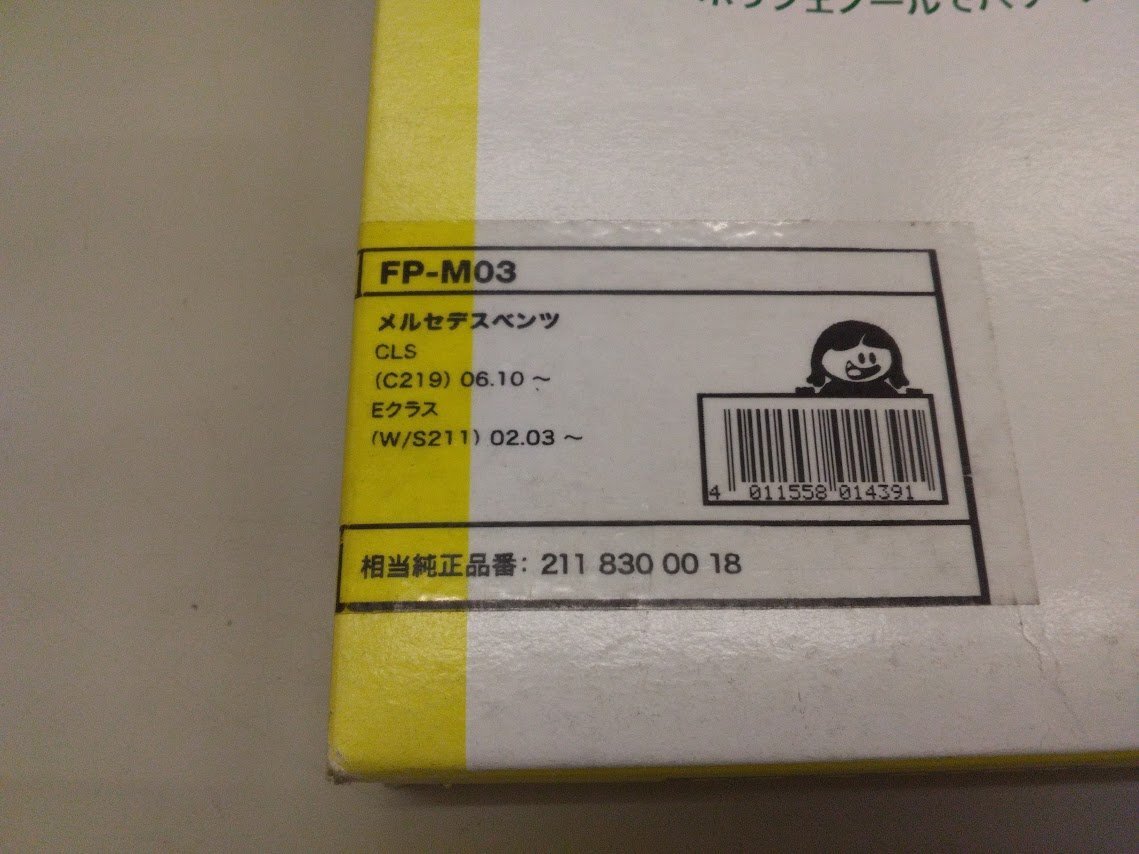 FP-M03
メルセデスベンツ
CLS
(C219) 06.10 ～
Eクラス
(W/S211) 02.03 ～
4 011558 014391
相当純正品番: 211 830 00 18